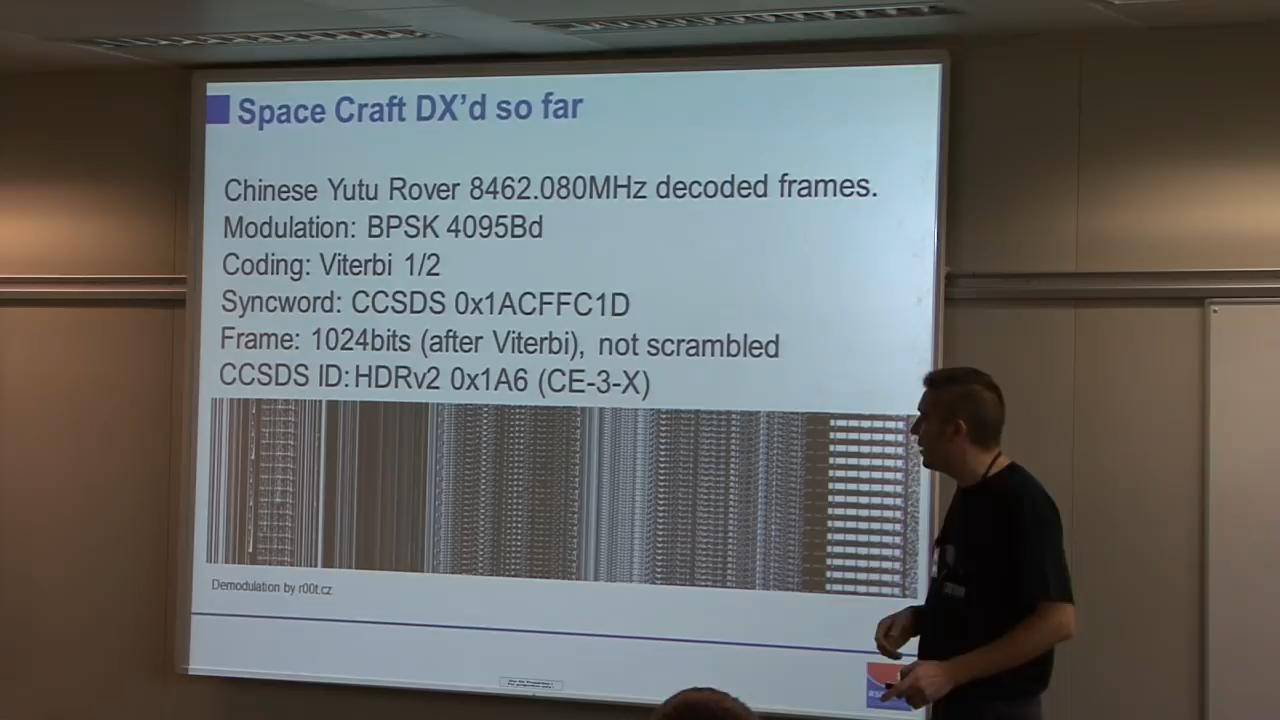 Space Craft DX'd so far
Chinese Yutu Rover 8462.080MHz decoded frames.
Modulation: BPSK 4095Bd
Coding: Viterbi 1/2
Syncword: CCSDS 0x1ACFFC1D
Frame: 1024bits (after Viterbi), not scrambled
CCSDS ID: HDRv2 0x1A6 (CE-3-X)
Demodulation by r00t.cz